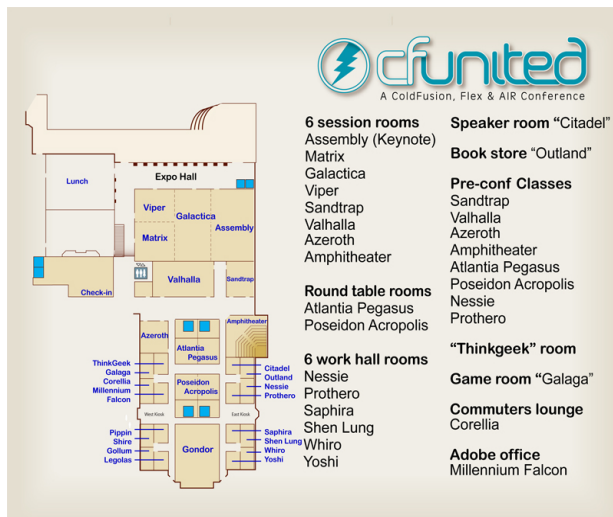 cfunited
A ColdFusion, Flex & AIR Conference
Lunch
Expo Hall
Viper
Galactica
Assembly
Matrix
Valhalla
Sandtrap
Check-in
Azeroth
Atlantia
Pegasus
Amphitheater
ThinkGeek
Galaga
Corellia
Millennium
Falcon
Poseidon
Acropolis
Citadel
Outland
Nessie
Prothero
West Kiosk
East Kiosk
Pippin
Shire
Gollum
Legolas
Gondor
Saphira
Shen Lung
Whiro
Yoshi
6 session rooms
Assembly (Keynote)
Matrix
Galactica
Viper
Sandtrap
Valhalla
Azeroth
Amphitheater
Round table rooms
Atlantia Pegasus
Poseidon Acropolis
6 work hall rooms
Nessie
Prothero
Saphira
Shen Lung
Whiro
Yoshi
Speaker room “Citadel”
Book store “Outland”
Pre-conf Classes
Sandtrap
Valhalla
Azeroth
Amphitheater
Atlantia Pegasus
Poseidon Acropolis
Nessie
Prothero
“Thinkgeek” room
Game room “Galaga”
Commuters lounge
Corellia
Adobe office
Millennium Falcon